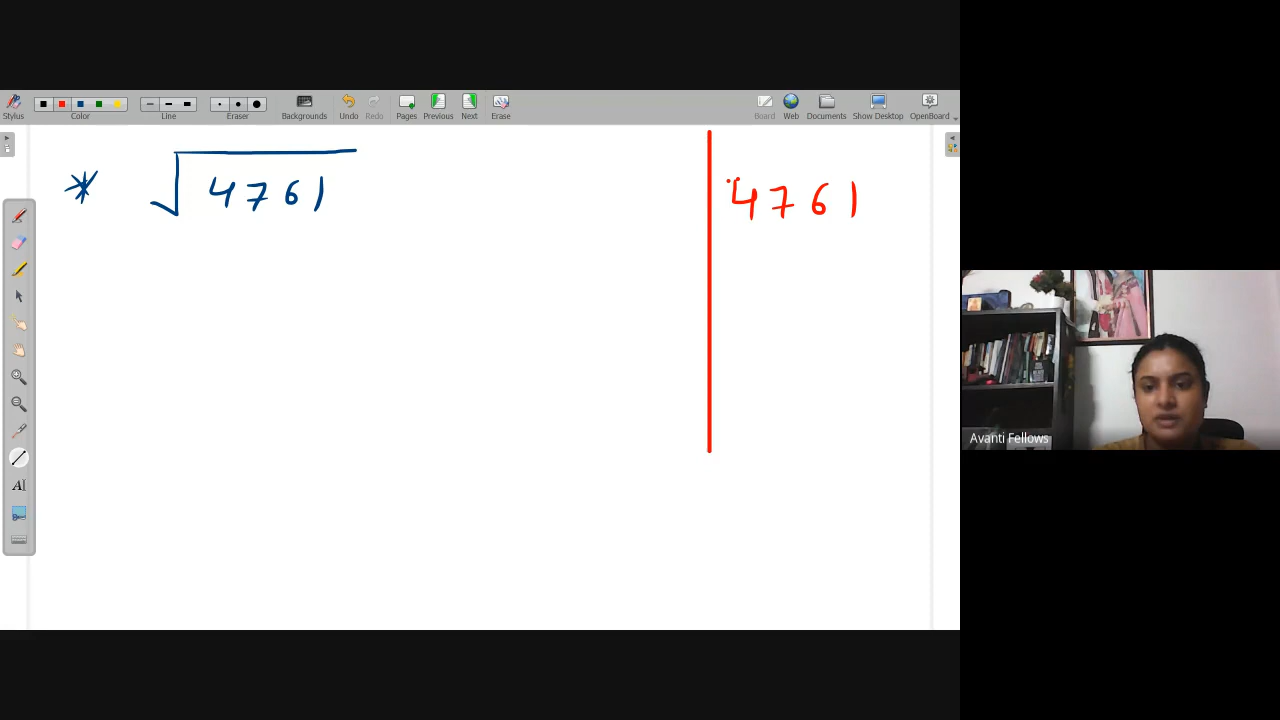 Stylus
Color
Line
Eraser
Backgrounds
Undo
Redo
Pages
Previous
Next
Erase
Board
Web
Documents
Show Desktop
OpenBoard
* √4761
4761
AI
Avanti Fellows